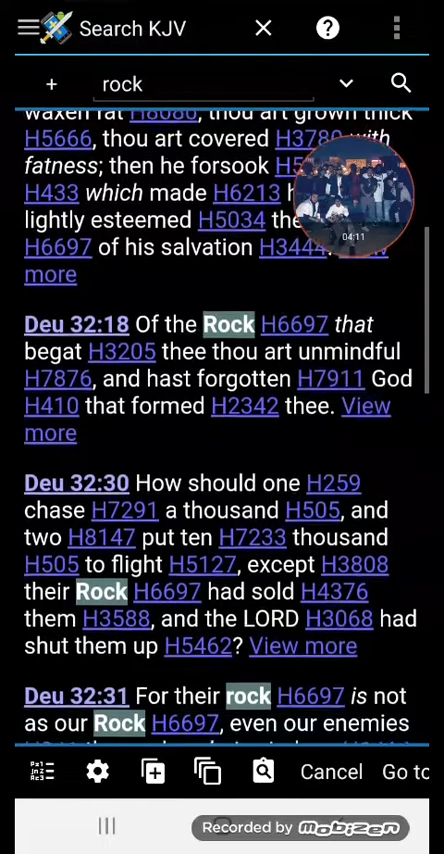 Search KJV
rock
waxen fat H8080, thou art grown thick
H5666, thou art covered H3780 with
fatness; then he forsook
H433 which made H6213
lightly esteemed H5034 the
H6697 of his salvation H3444.
more
Deu 32:18 Of the Rock H6697 that
begat H3205 thee thou art unmindful
H7876, and hast forgotten H7911 God
H410 that formed H2342 thee. View
more
Deu 32:30 How should one H259
chase H7291 a thousand H505, and
two H8147 put ten H7233 thousand
H505 to flight H5127, except H3808
their Rock H6697 had sold H4376
them H3588, and the LORD H3068 had
shut them up H5462? View more
Deu 32:31 For their rock H6697 is not
as our Rock H6697, even our enemies
04:11
Cancel Go to
Recorded by Mobizen